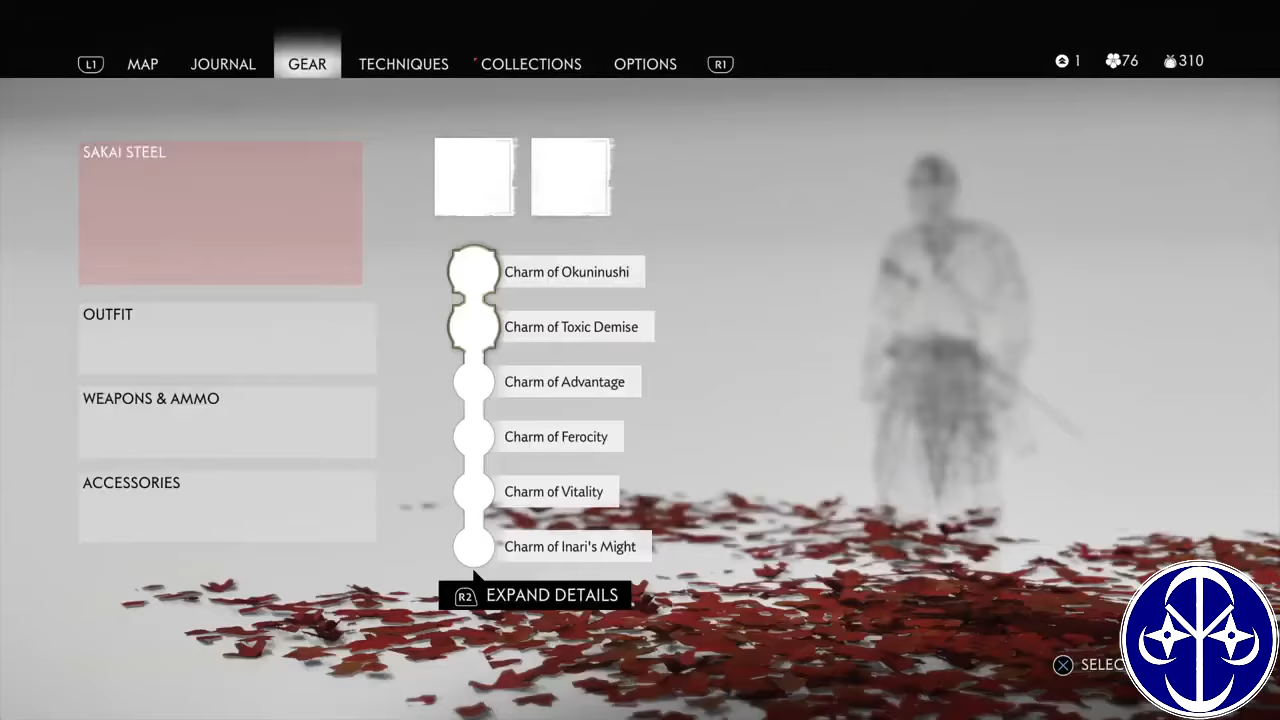 L1 MAP JOURNAL GEAR TECHNIQUES COLLECTIONS OPTIONS R1 1 76 310
SAKAI STEEL
OUTFIT
WEAPONS & AMMO
ACCESSORIES
Charm of Okuninushi
Charm of Toxic Demise
Charm of Advantage
Charm of Ferocity
Charm of Vitality
Charm of Inari's Might
R2 EXPAND DETAILS
SELEC